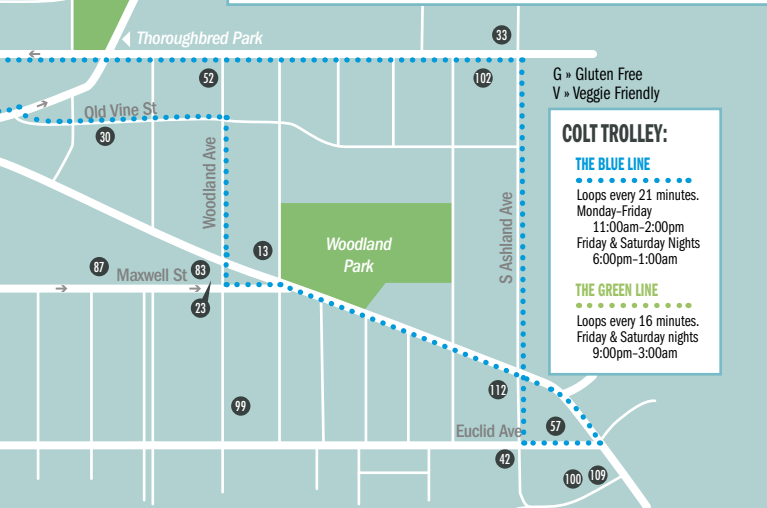 Thoroughbred Park
33
52
102
G » Gluten Free
V » Veggie Friendly
Old Vine St
30
COLT TROLLEY:
THE BLUE LINE
Loops every 21 minutes.
Monday–Friday
11:00am–2:00pm
Friday & Saturday Nights
6:00pm–1:00am
THE GREEN LINE
Loops every 16 minutes.
Friday & Saturday nights
9:00pm–3:00am
Woodland Ave
S Ashland Ave
Woodland
Park
13
87
Maxwell St
83
23
112
99
Euclid Ave
57
42
100
109